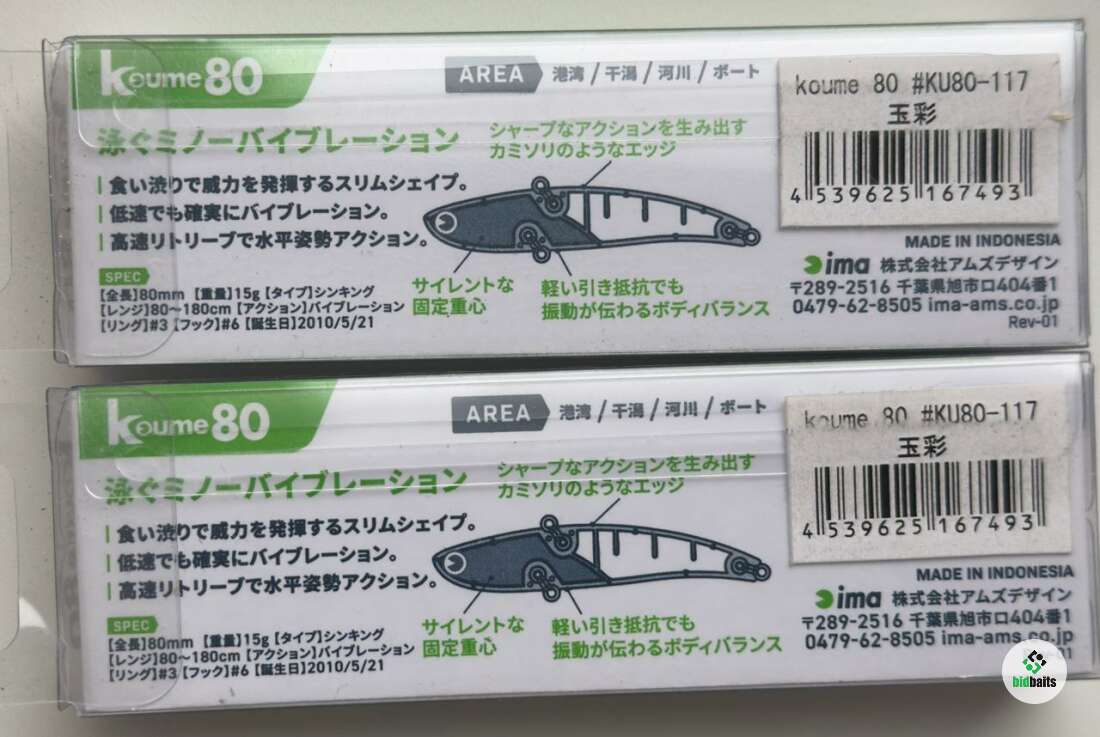 koume 80
AREA 港湾 / 干潟 / 河川 / ボート
koume 80 #KU80-117
玉彩
4 539625 167493
泳ぐミノーバイブレーション
シャープなアクションを生み出す
カミソリのようなエッジ
食い渋りで威力を発揮するスリムシェイプ。
低速でも確実にバイブレーション。
高速リトリーブで水平姿勢アクション。
SPEC
【全長】80mm 【重量】15g 【タイプ】シンキング
【レンジ】80~180cm 【アクション】バイブレーション
【リング】#3 【フック】#6 【誕生日】2010/5/21
サイレントな
固定重心
軽い引き抵抗でも
振動が伝わるボディバランス
MADE IN INDONESIA
ima 株式会社アムズデザイン
〒289-2516 千葉県旭市ロ404番1
0479-62-8505 ima-ams.co.jp
Rev-01
koume 80
AREA 港湾 / 干潟 / 河川 / ボート
koume 80 #KU80-117
玉彩
4 539625 167493
泳ぐミノーバイブレーション
シャープなアクションを生み出す
カミソリのようなエッジ
食い渋りで威力を発揮するスリムシェイプ。
低速でも確実にバイブレーション。
高速リトリーブで水平姿勢アクション。
SPEC
【全長】80mm 【重量】15g 【タイプ】シンキング
【レンジ】80~180cm 【アクション】バイブレーション
【リング】#3 【フック】#6 【誕生日】2010/5/21
サイレントな
固定重心
軽い引き抵抗でも
振動が伝わるボディバランス
MADE IN INDONESIA
ima 株式会社アムズデザイン
〒289-2516 千葉県旭市ロ404番1
0479-62-8505 ima-ams.co.jp
01
bidbaits